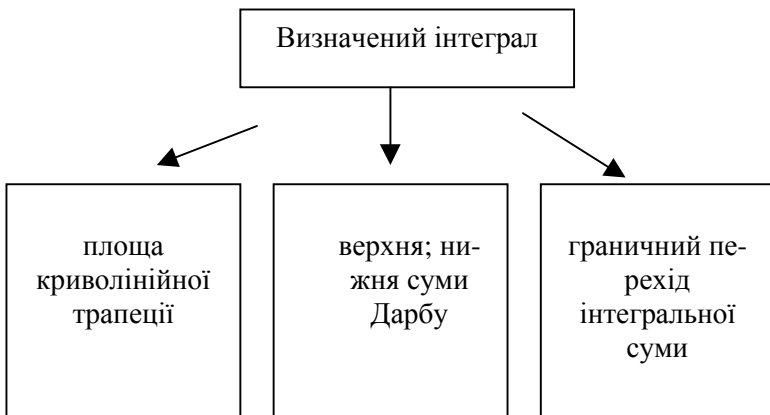 Визначений інтеграл
площа
криволінійної
трапеції
верхня; ни-
жня суми
Дарбу
граничний пе-
рехід
інтегральної
суми